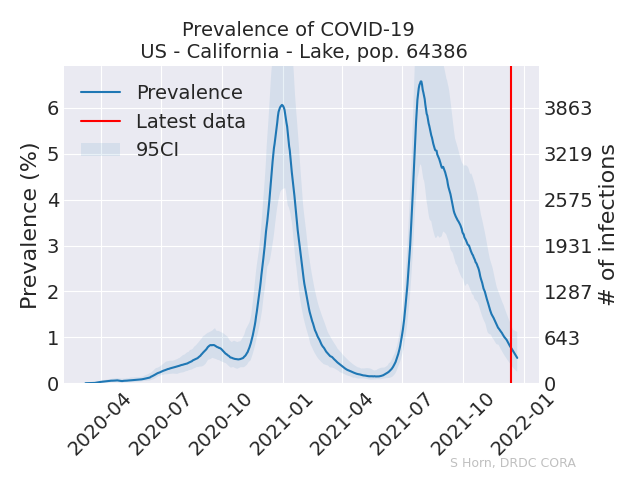 Prevalence of COVID-19
US - California - Lake, pop. 64386
Prevalence
Latest data
95CI
Prevalence (%)
6
5
4
3
2
1
0
3863
3219
2575
1931
1287
643
0
# of infections
2020-04
2020-07
2020-10
2021-01
2021-04
2021-07
2021-10
2022-01
S Horn, DRDC CORA